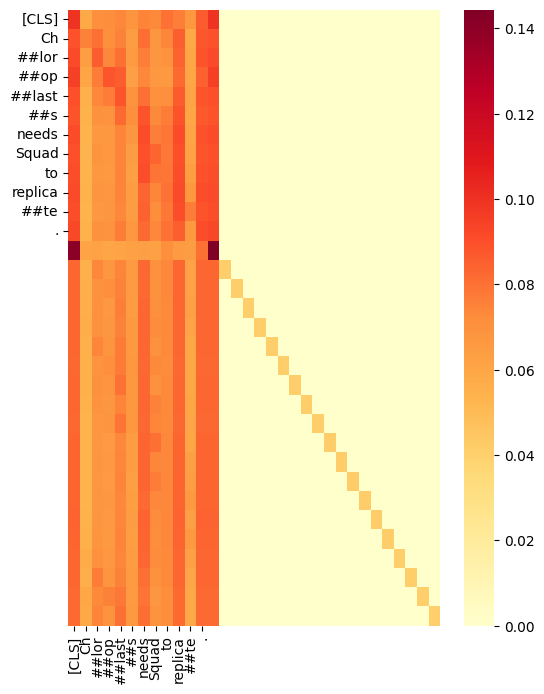 [CLS]
Ch
##lor
##op
##last
##s
needs
Squad
to
replica
##te
.
[CLS]
Ch
##lor
##op
##last
##s
needs
Squad
to
replica
##te
.
0.14
0.12
0.10
0.08
0.06
0.04
0.02
0.00